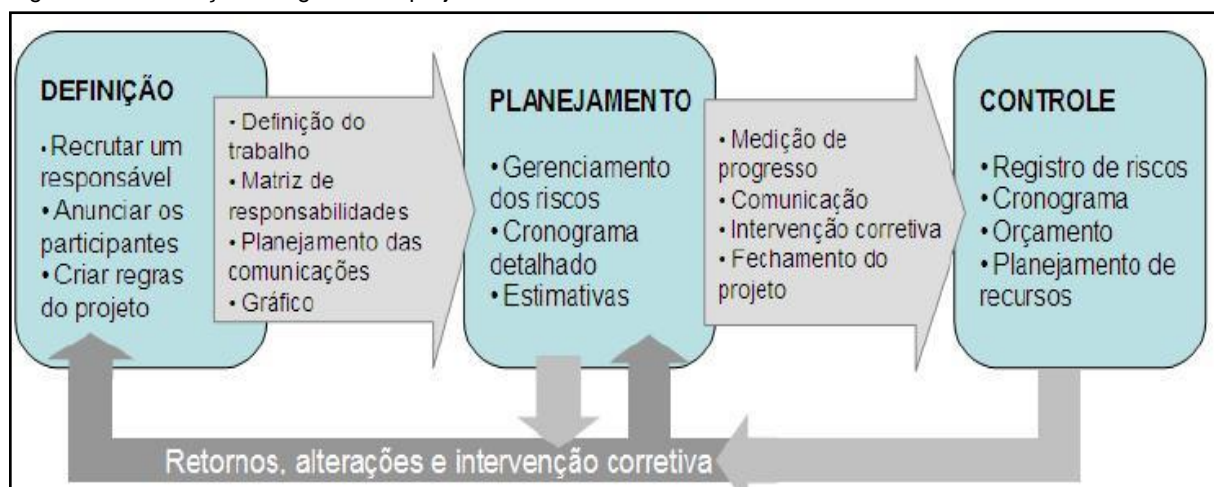 DEFINIÇÃO
•Recrutar um
responsável
•Anunciar os
participantes
•Criar regras
do projeto
• Definição do
trabalho
• Matriz de
responsabilidades
• Planejamento das
comunicações
• Gráfico
PLANEJAMENTO
•Gerenciamento
dos riscos
•Cronograma
detalhado
•Estimativas
• Medição de
progresso
• Comunicação
• Intervenção corretiva
• Fechamento do
projeto
CONTROLE
•Registro de riscos
•Cronograma
•Orçamento
•Planejamento de
recursos
Retornos, alterações e intervenção corretiva